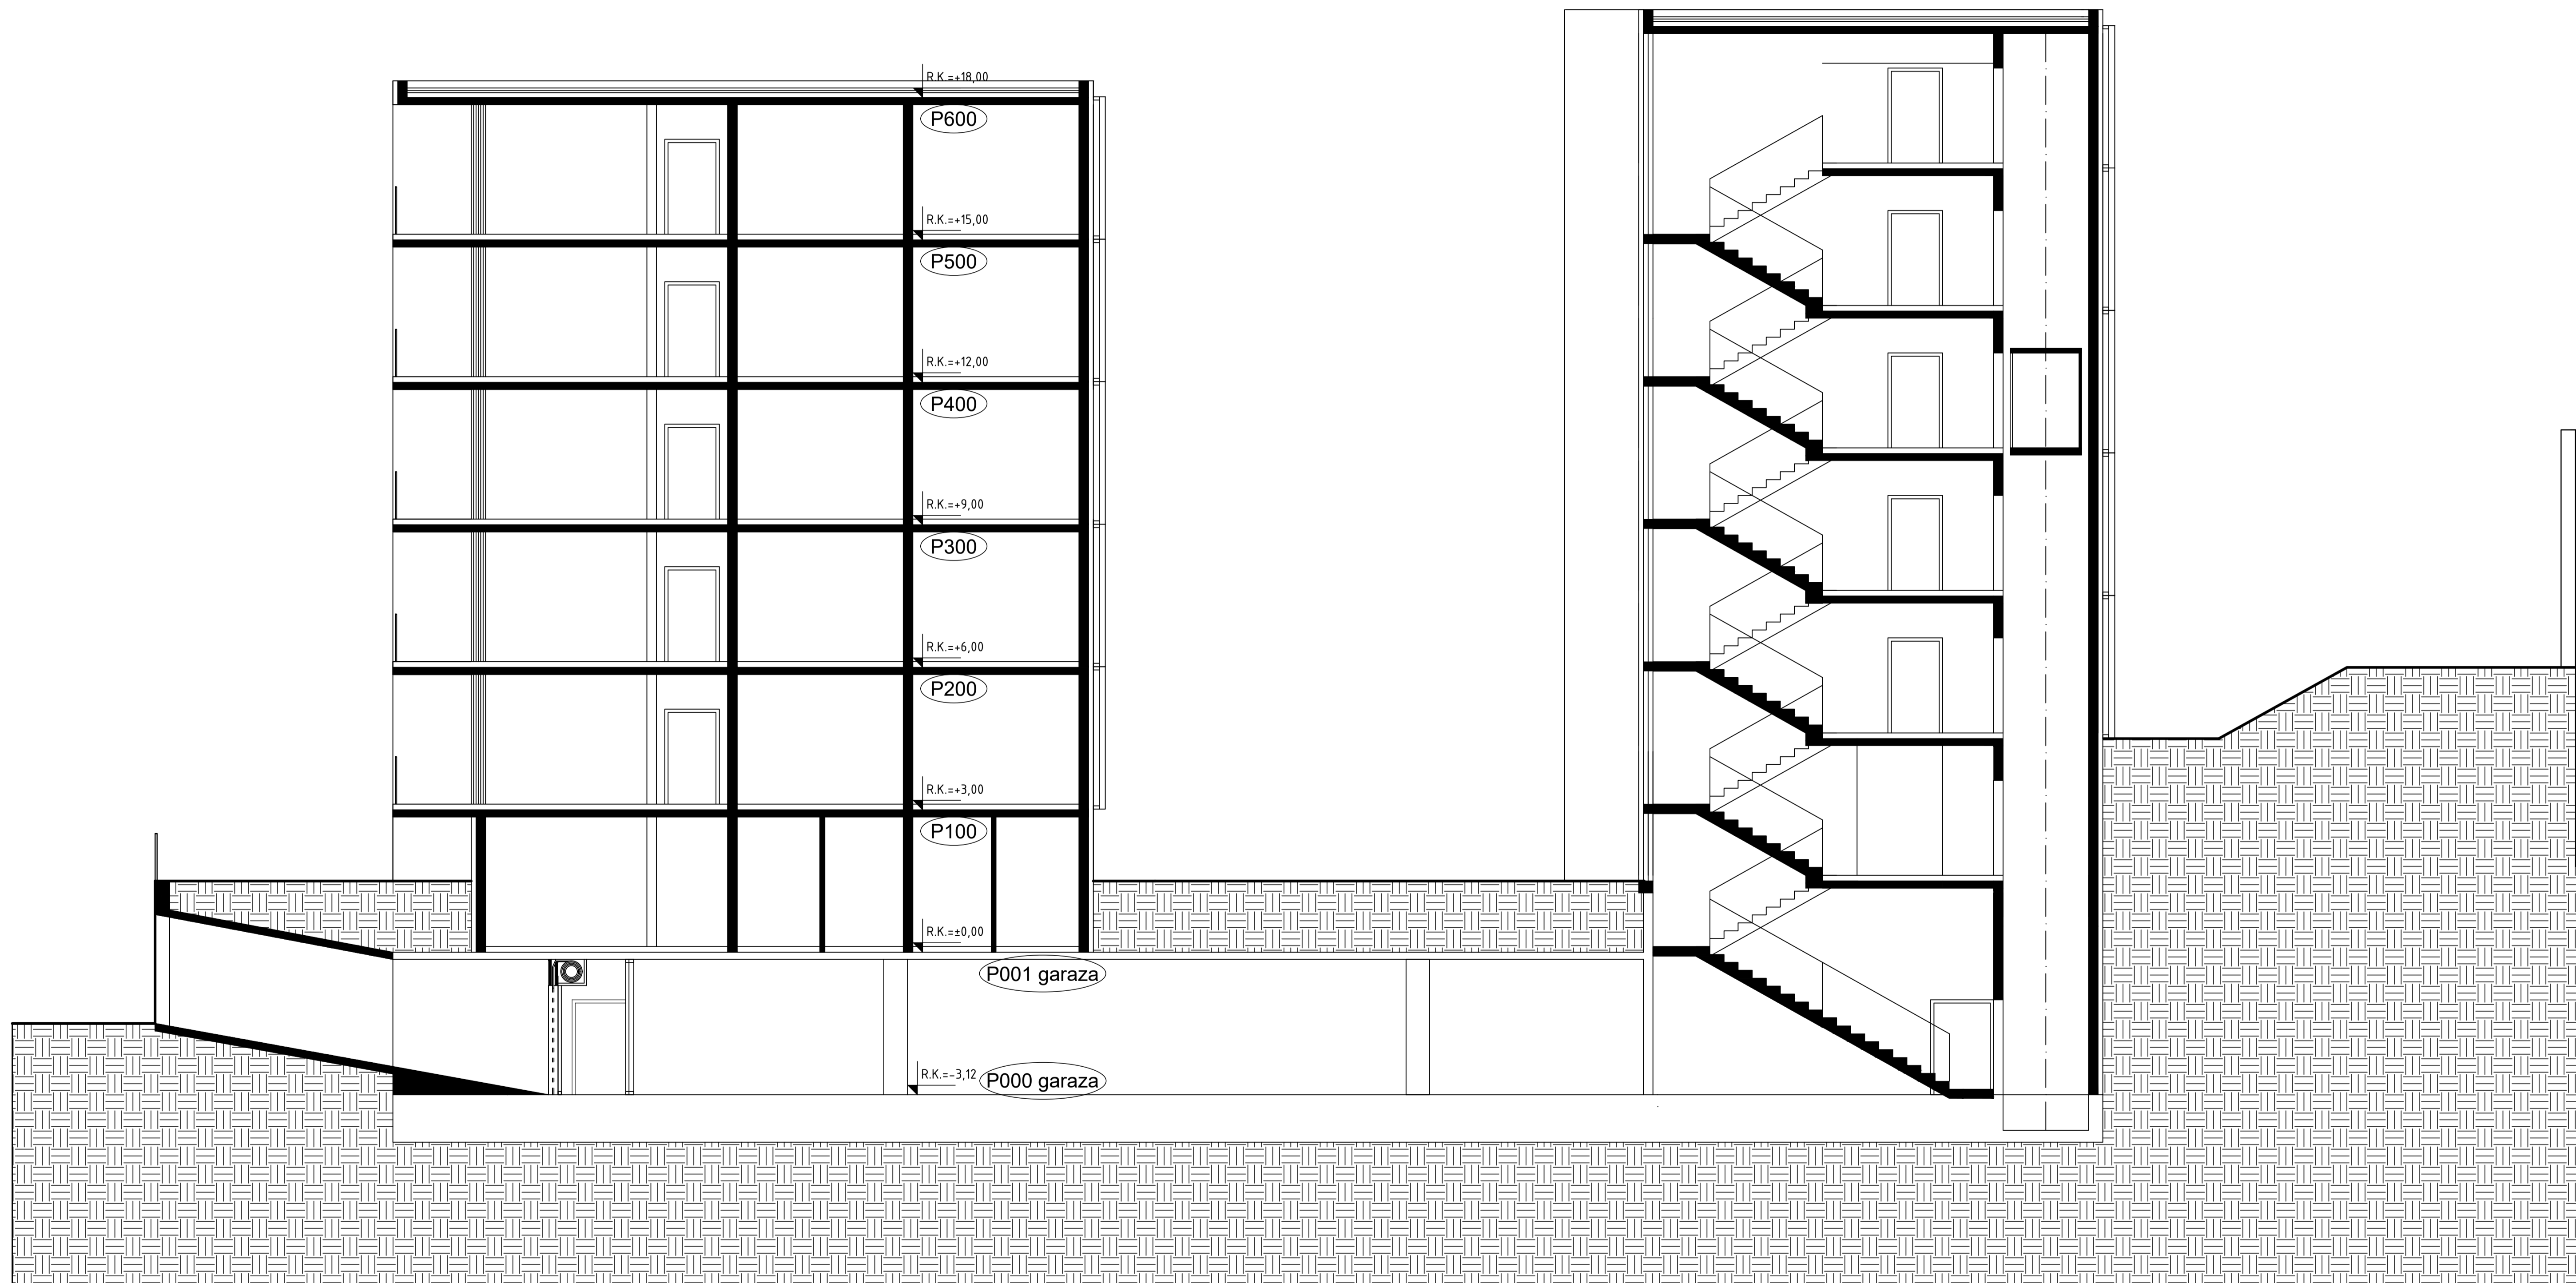 R.K.=+18,00
P600
R.K.=+15,00
P500
R.K.=+12,00
P400
R.K.=+9,00
P300
R.K.=+6,00
P200
R.K.=+3,00
P100
R.K.=±0,00
P001 garaza
R.K.=-3,12
P000 garaza